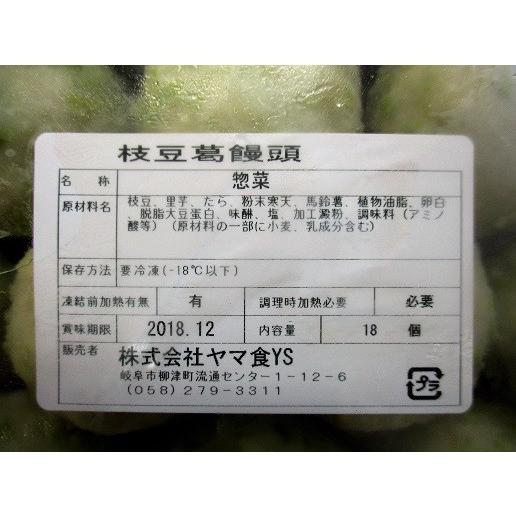 枝豆葛饅頭
名称 惣菜
原材料名 枝豆、里芋、たら、粉末寒天、馬鈴薯、植物油脂、卵白
、脱脂大豆蛋白、味醂、塩、加工澱粉、調味料（アミノ
酸等）（原材料の一部に小麦、乳成分含む）
保存方法 要冷凍(-18℃以下)
凍結前加熱有無 有 調理時加熱必要 必要
賞味期限 2018.12 内容量 18 個
販売者 株式会社ヤマ食YS
岐阜市柳津町流通センター１－１２－６
（０５８）２７９－３３１１
プラ